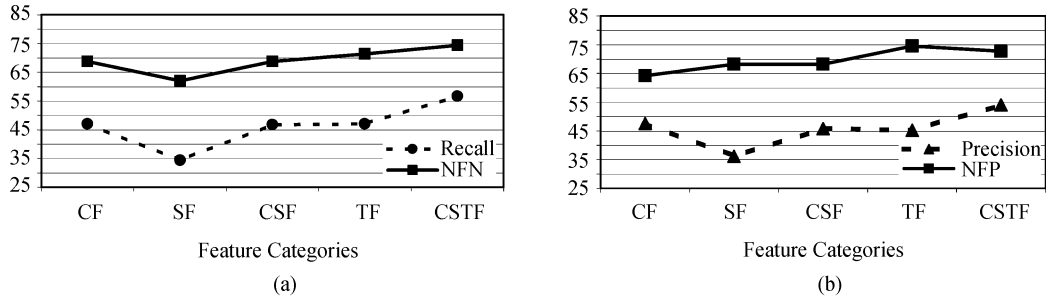 85
75
65
55
45
35
25
Recall
NFN
CF SF CSF TF CSTF
Feature Categories
(a)
85
75
65
55
45
35
25
Precision
NFP
CF SF CSF TF CSTF
Feature Categories
(b)